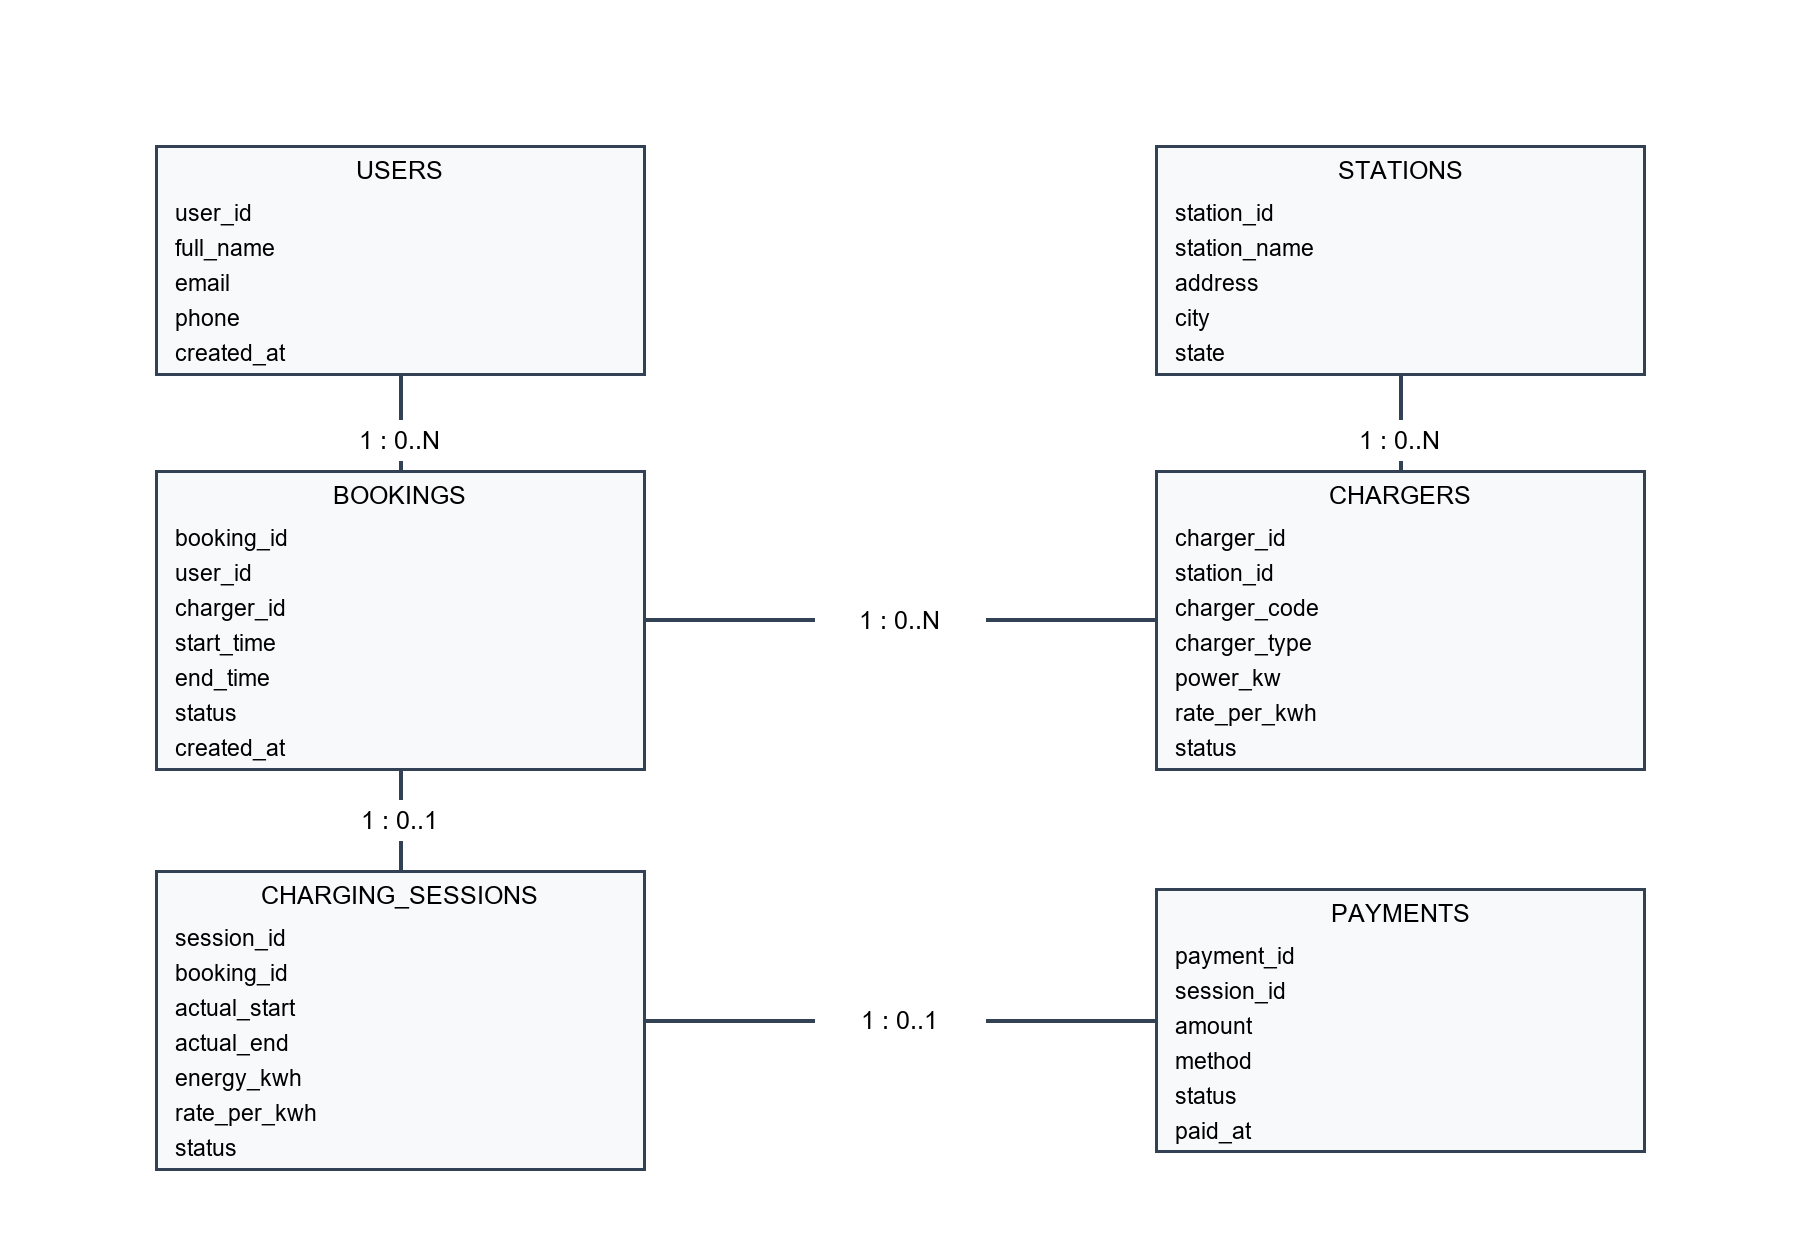 USERS
user_id
full_name
email
phone
created_at
STATIONS
station_id
station_name
address
city
state
1 : 0..N
1 : 0..N
BOOKINGS
booking_id
user_id
charger_id
start_time
end_time
status
created_at
1 : 0..N
CHARGERS
charger_id
station_id
charger_code
charger_type
power_kw
rate_per_kwh
status
1 : 0..1
CHARGING_SESSIONS
session_id
booking_id
actual_start
actual_end
energy_kwh
rate_per_kwh
status
1 : 0..1
PAYMENTS
payment_id
session_id
amount
method
status
paid_at